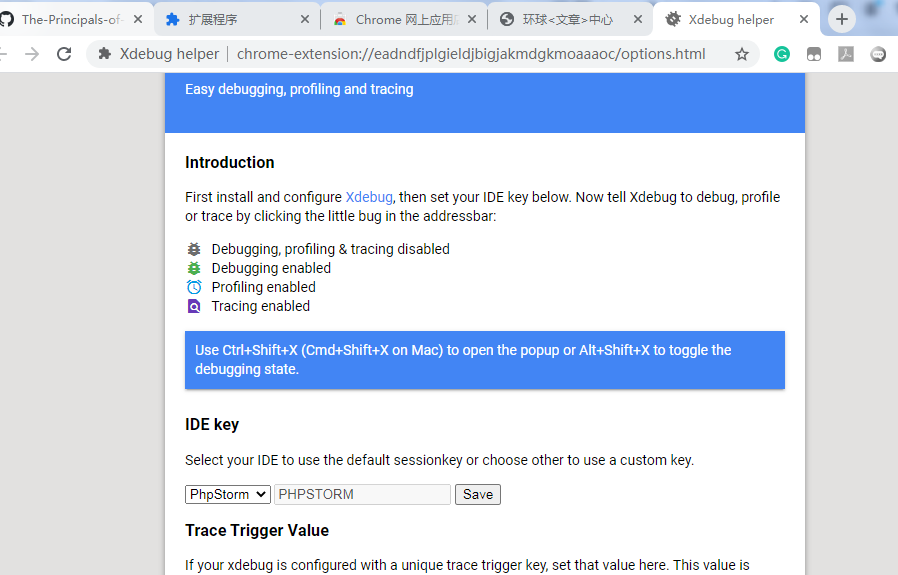 The-Principals-of-
扩展程序
Chrome 网上应用
环球<文章>中心
Xdebug helper
Xdebug helper | chrome-extension://eadndfjplgieldjbigjakmdgkmoaaaoc/options.html
Easy debugging, profiling and tracing
Introduction
First install and configure Xdebug, then set your IDE key below. Now tell Xdebug to debug, profile
or trace by clicking the little bug in the addressbar:
Debugging, profiling & tracing disabled
Debugging enabled
Profiling enabled
Tracing enabled
Use Ctrl+Shift+X (Cmd+Shift+X on Mac) to open the popup or Alt+Shift+X to toggle the
debugging state.
IDE key
Select your IDE to use the default sessionkey or choose other to use a custom key.
PhpStorm PHPSTORM Save
Trace Trigger Value
If your xdebug is configured with a unique trace trigger key, set that value here. This value is